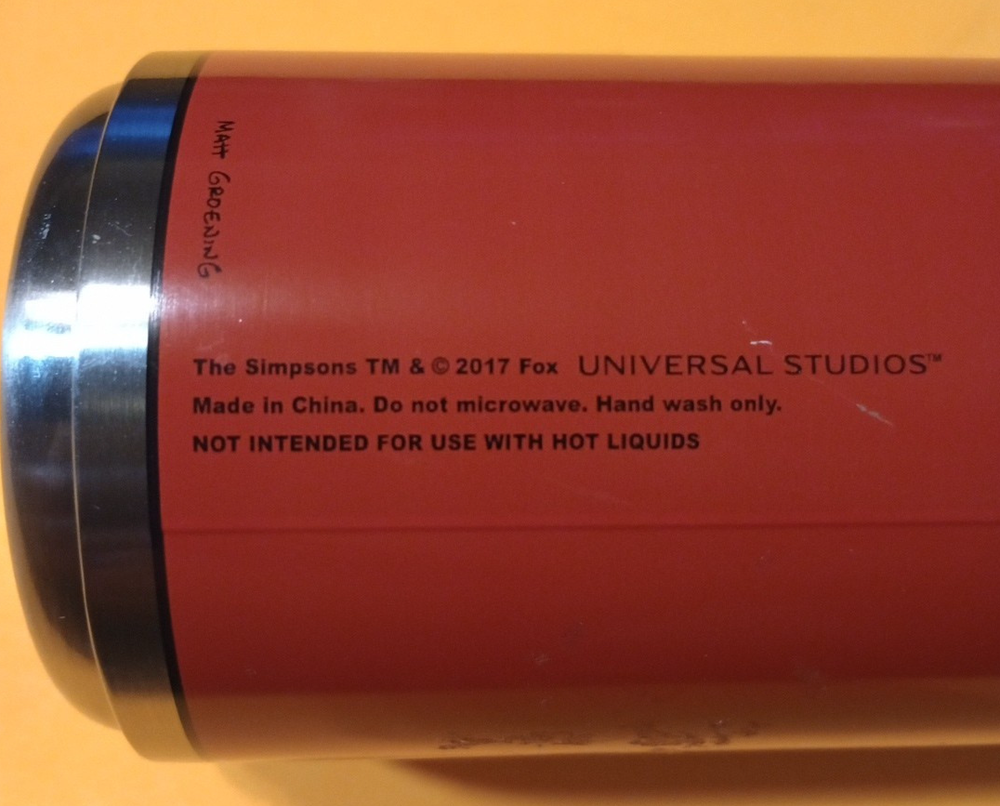 MATT GROENING
The Simpsons TM & © 2017 Fox UNIVERSAL STUDIOS™
Made in China. Do not microwave. Hand wash only.
NOT INTENDED FOR USE WITH HOT LIQUIDS